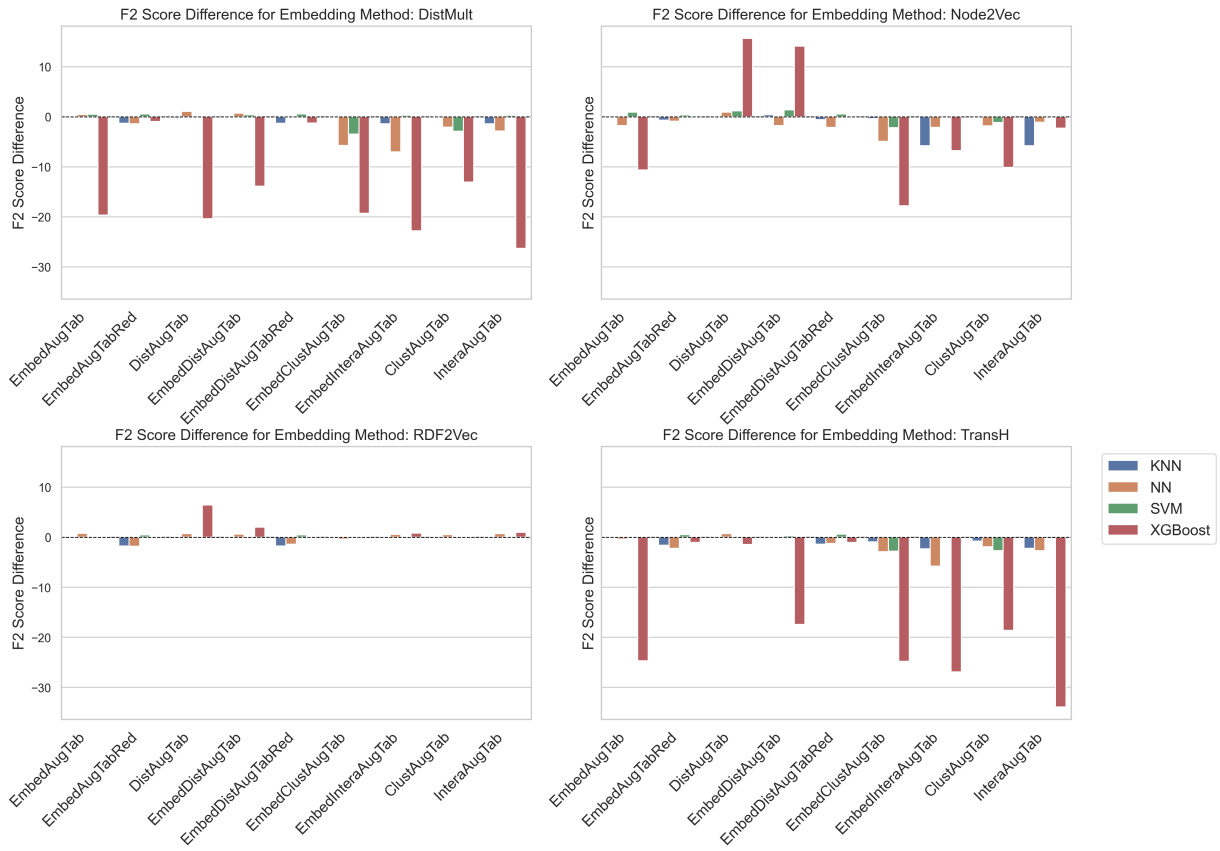 F2 Score Difference for Embedding Method: DistMult
F2 Score Difference
10
0
−10
−20
−30
EmbedAugTab
EmbedAugTabRed
DistAugTab
EmbedDistAugTab
EmbedDistAugTabRed
EmbedClustAugTab
EmbedInteraAugTab
ClustAugTab
InteraAugTab
F2 Score Difference for Embedding Method: Node2Vec
F2 Score Difference
EmbedAugTab
EmbedAugTabRed
DistAugTab
EmbedDistAugTab
EmbedDistAugTabRed
EmbedClustAugTab
EmbedInteraAugTab
ClustAugTab
InteraAugTab
F2 Score Difference for Embedding Method: RDF2Vec
F2 Score Difference
10
0
−10
−20
−30
EmbedAugTab
EmbedAugTabRed
DistAugTab
EmbedDistAugTab
EmbedDistAugTabRed
EmbedClustAugTab
EmbedInteraAugTab
ClustAugTab
InteraAugTab
F2 Score Difference for Embedding Method: TransH
F2 Score Difference
EmbedAugTab
EmbedAugTabRed
DistAugTab
EmbedDistAugTab
EmbedDistAugTabRed
EmbedClustAugTab
EmbedInteraAugTab
ClustAugTab
InteraAugTab
KNN
NN
SVM
XGBoost